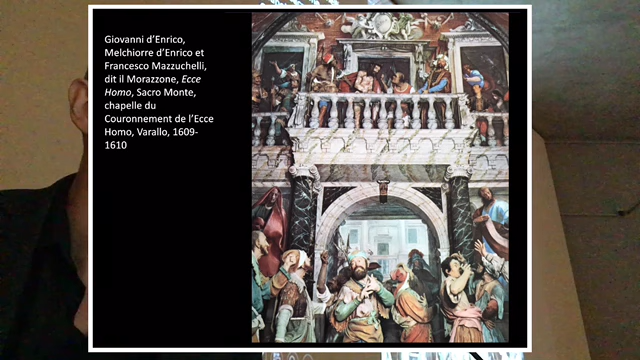 Giovanni d’Enrico,
Melchiorre d’Enrico et
Francesco Mazzuchelli,
dit il Morazzone, Ecce
Homo, Sacro Monte,
chapelle du
Couronnement de l’Ecce
Homo, Varallo, 1609-
1610